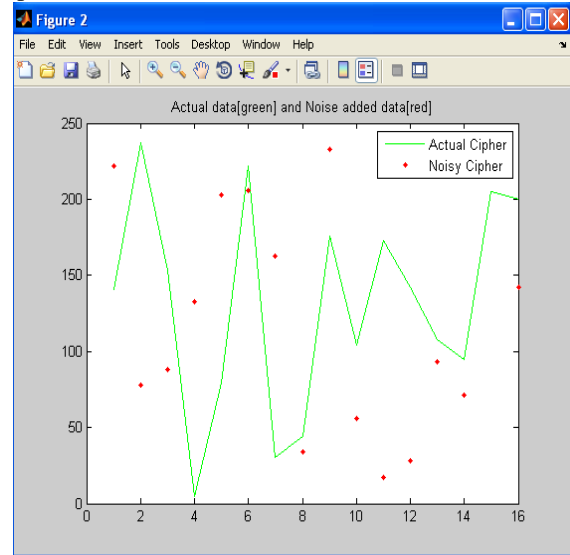 Figure 2
File Edit View Insert Tools Desktop Window Help
Actual data[green] and Noise added data[red]
Actual Cipher
Noisy Cipher
250
200
150
100
50
0
0 2 4 6 8 10 12 14 16